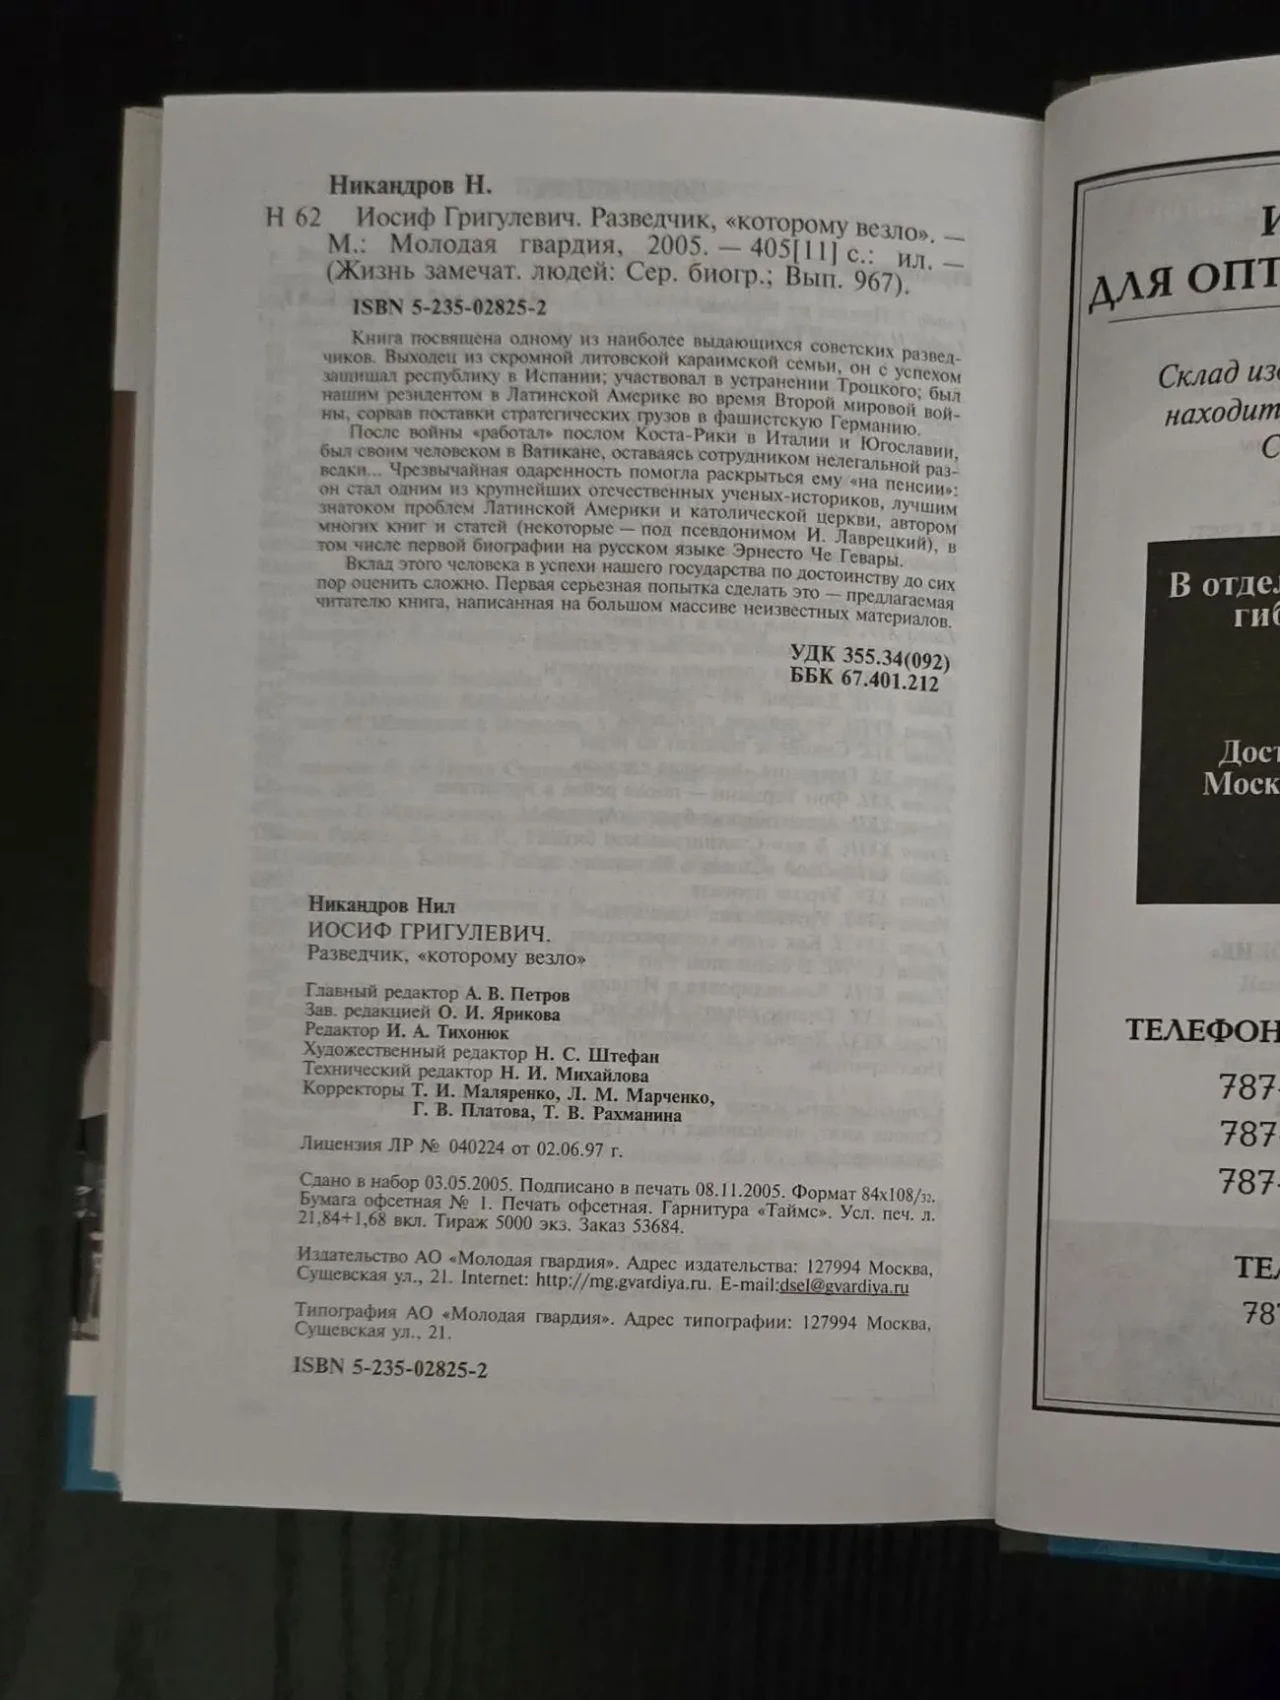 Никандров Н.
Н 62 Иосиф Григулевич. Разведчик, «которому везло». —
М.: Молодая гвардия, 2005. — 405[11] с.: ил. —
(Жизнь замечат. людей: Сер. биогр.; Вып. 967).
ISBN 5-235-02825-2
Книга посвящена одному из наиболее выдающихся советских развед-
чиков. Выходец из скромной литовской караимской семьи, он с успехом
защищал республику в Испании; участвовал в устранении Троцкого; был
нашим резидентом в Латинской Америке во время Второй мировой вой-
ны, сорвав поставки стратегических грузов в фашистскую Германию.
После войны «работал» послом Коста-Рики в Италии и Югославии,
был своим человеком в Ватикане, оставаясь сотрудником нелегальной раз-
ведки... Чрезвычайная одаренность помогла раскрыться ему «на пенсии»:
он стал одним из крупнейших отечественных ученых-историков, лучшим
знатоком проблем Латинской Америки и католической церкви, автором
многих книг и статей (некоторые — под псевдонимом И. Лаврецкий), в
том числе первой биографии на русском языке Эрнесто Че Гевары.
Вклад этого человека в успехи нашего государства по достоинству до сих
пор оценить сложно. Первая серьезная попытка сделать это — предлагаемая
читателю книга, написанная на большом массиве неизвестных материалов.
УДК 355.34(092)
ББК 67.401.212
Никандров Нил
ИОСИФ ГРИГУЛЕВИЧ.
Разведчик, «которому везло»
Главный редактор А. В. Петров
Зав. редакцией О. И. Ярикова
Редактор И. А. Тихонюк
Художественный редактор Н. С. Штефан
Технический редактор Н. И. Михайлова
Корректоры Т. И. Маляренко, Л. М. Марченко,
Г. В. Платова, Т. В. Рахманина
Лицензия ЛР № 040224 от 02.06.97 г.
Сдано в набор 03.05.2005. Подписано в печать 08.11.2005. Формат 84x108/32.
Бумага офсетная № 1. Печать офсетная. Гарнитура «Таймс». Усл. печ. л.
21,84+1,68 вкл. Тираж 5000 экз. Заказ 53684.
Издательство АО «Молодая гвардия». Адрес издательства: 127994 Москва,
Сущевская ул., 21. Internet: http://mg.gvardiya.ru. E-mail:dsel@gvardiya.ru
Типография АО «Молодая гвардия». Адрес типографии: 127994 Москва,
Сущевская ул., 21.
ISBN 5-235-02825-2
ДЛЯ ОПТ
Склад изд
находит
С
В отдел
гиб
Дост
Моск
ТЕЛЕФОН
787-
787-
787-
ТЕЛ
787